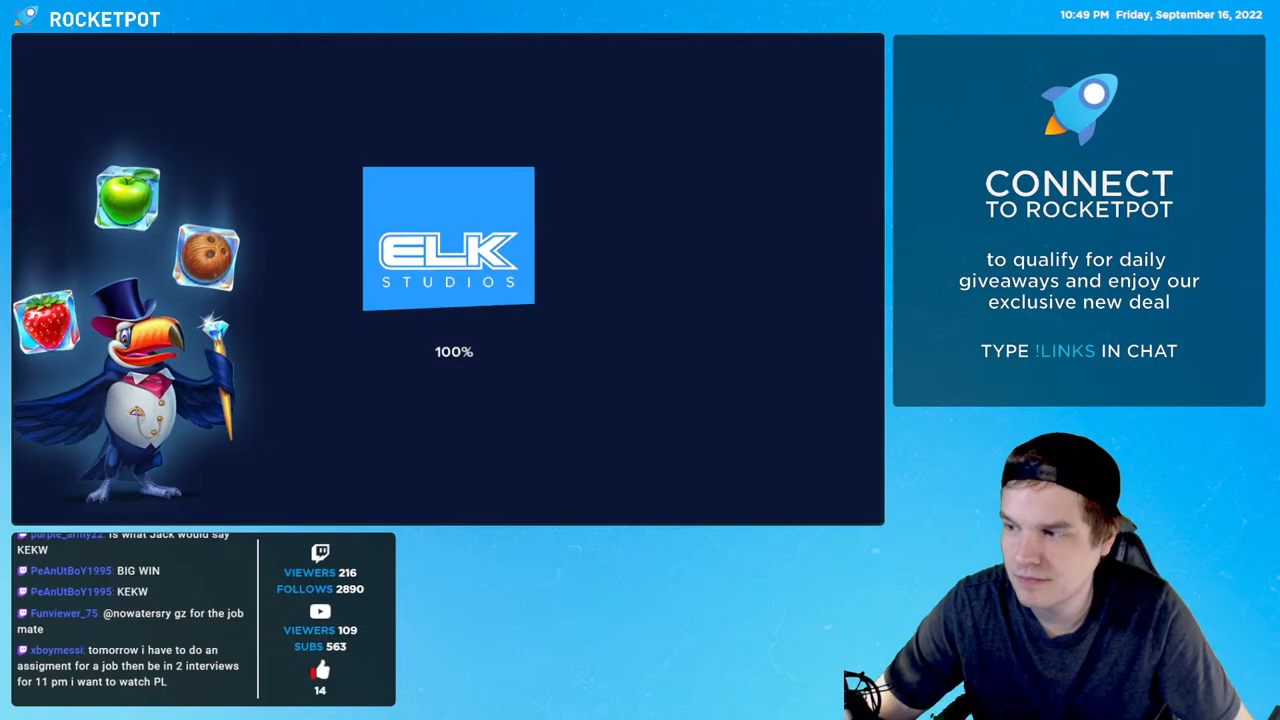 ROCKETPOT
10:49 PM Friday, September 16, 2022
ELK
STUDIOS
100%
CONNECT
TO ROCKETPOT
to qualify for daily
giveaways and enjoy our
exclusive new deal
TYPE !LINKS IN CHAT
purple_army22: Is what Jack would say
KEKW
PeAnUtBoY1995: BIG WIN
PeAnUtBoY1995: KEKW
Funviewer_75: @nowatersry gz for the job
mate
xboymessi: tomorrow i have to do an
assigment for a job then be in 2 interviews
for 11 pm i want to watch PL
VIEWERS 216
FOLLOWS 2890
VIEWERS 109
SUBS 563
14